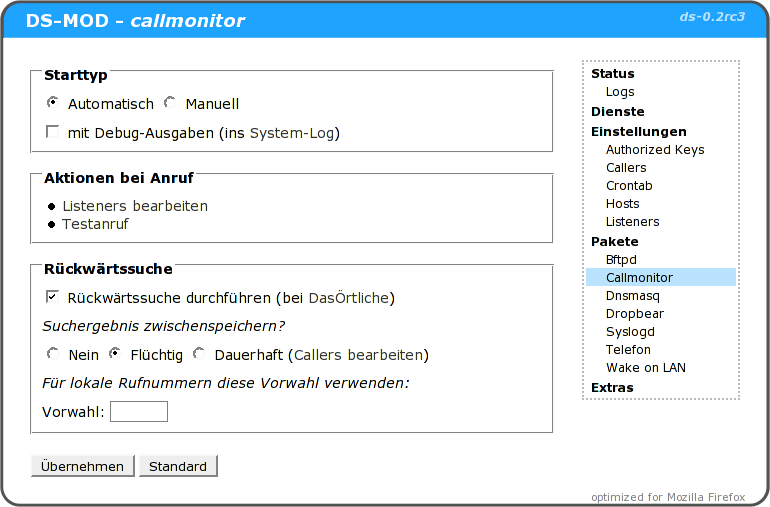 DS-MOD – callmonitor
ds-0.2rc3
Starttyp
Automatisch Manuell
mit Debug-Ausgaben (ins System-Log)
Aktionen bei Anruf
Listeners bearbeiten
Testanruf
Rückwärtssuche
Rückwärtssuche durchführen (bei DasÖrtliche)
Suchergebnis zwischenspeichern?
Nein Flüchtig Dauerhaft (Callers bearbeiten)
Für lokale Rufnummern diese Vorwahl verwenden:
Vorwahl:
Übernehmen Standard
Status
Logs
Dienste
Einstellungen
Authorized Keys
Callers
Crontab
Hosts
Listeners
Pakete
Bftpd
Callmonitor
Dnsmasq
Dropbear
Syslogd
Telefon
Wake on LAN
Extras
optimized for Mozilla Firefox